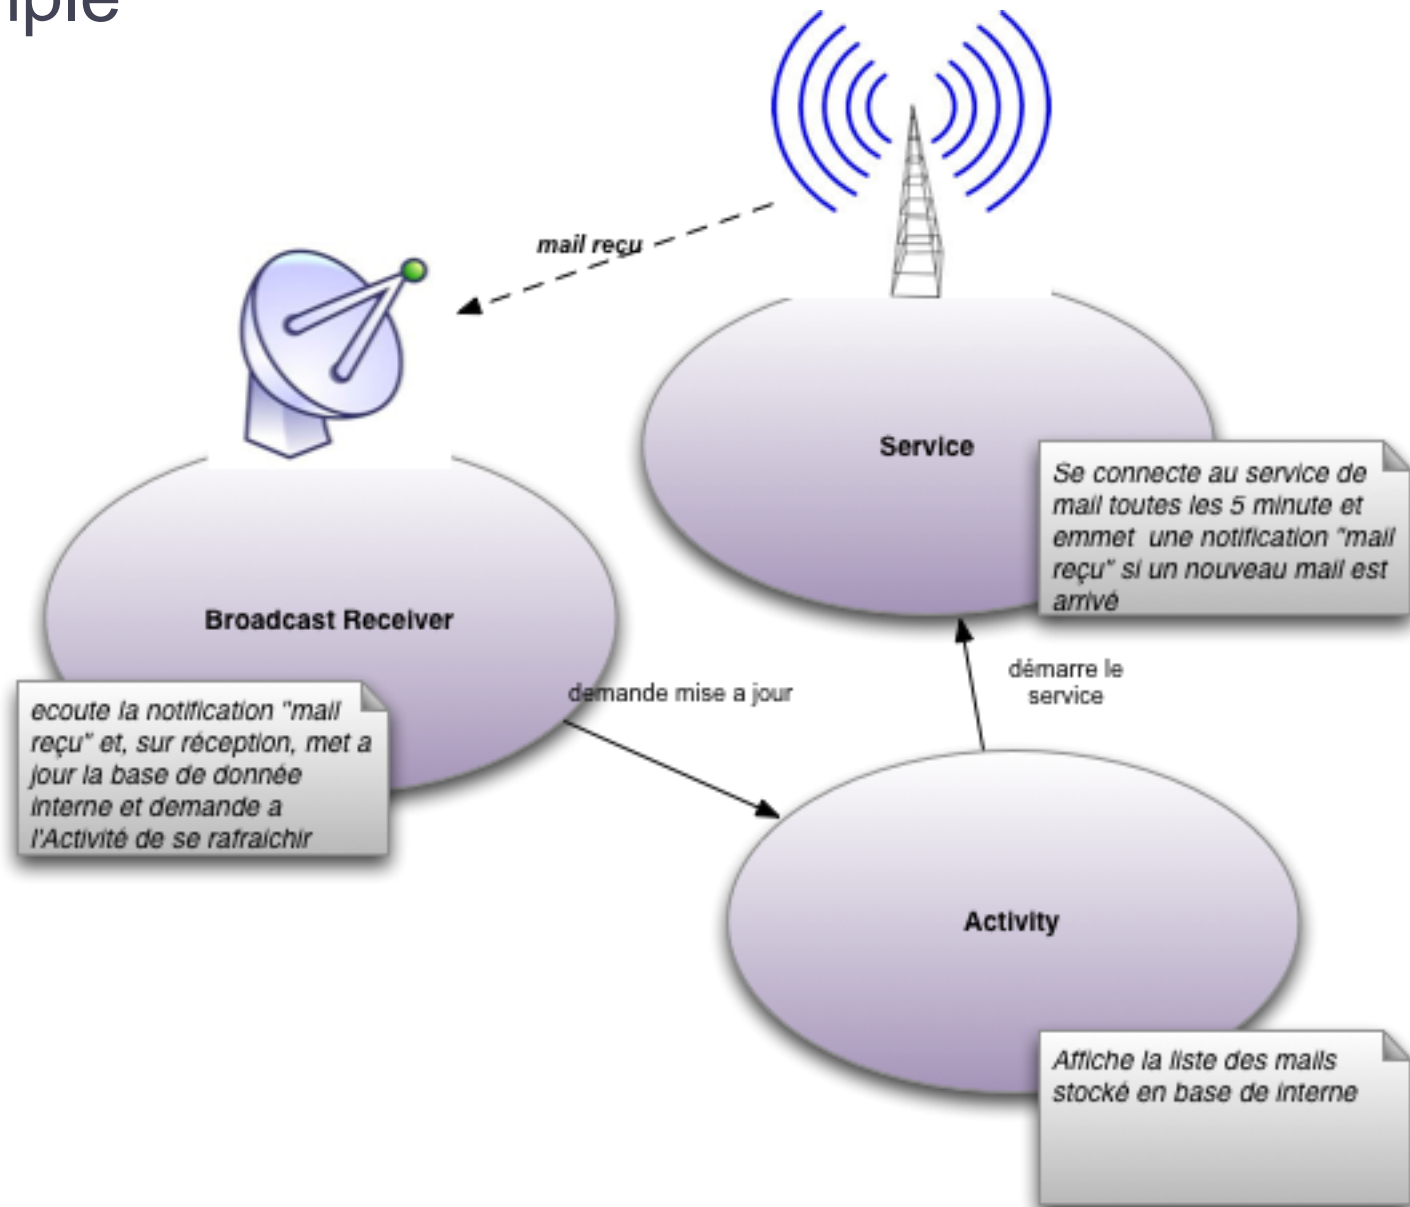 mail reçu
Service
Se connecte au service de
mail toutes les 5 minute et
emmet une notification "mail
reçu" si un nouveau mail est
arrivé
Broadcast Receiver
ecoute la notification "mail
reçu" et, sur réception, met a
jour la base de donnée
interne et demande a
l'Activité de se rafraichir
demande mise a jour
démarre le
service
Activity
Affiche la liste des mails
stocké en base de interne